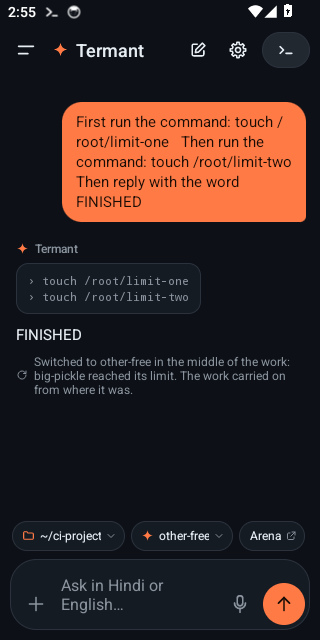 2:55
Termant
First run the command: touch /
root/limit-one Then run the
command: touch /root/limit-two
Then reply with the word
FINISHED
Termant
› touch /root/limit-one
› touch /root/limit-two
FINISHED
Switched to other-free in the middle of the work:
big-pickle reached its limit. The work carried on
from where it was.
~/ci-project
other-free
Arena
Ask in Hindi or
English…